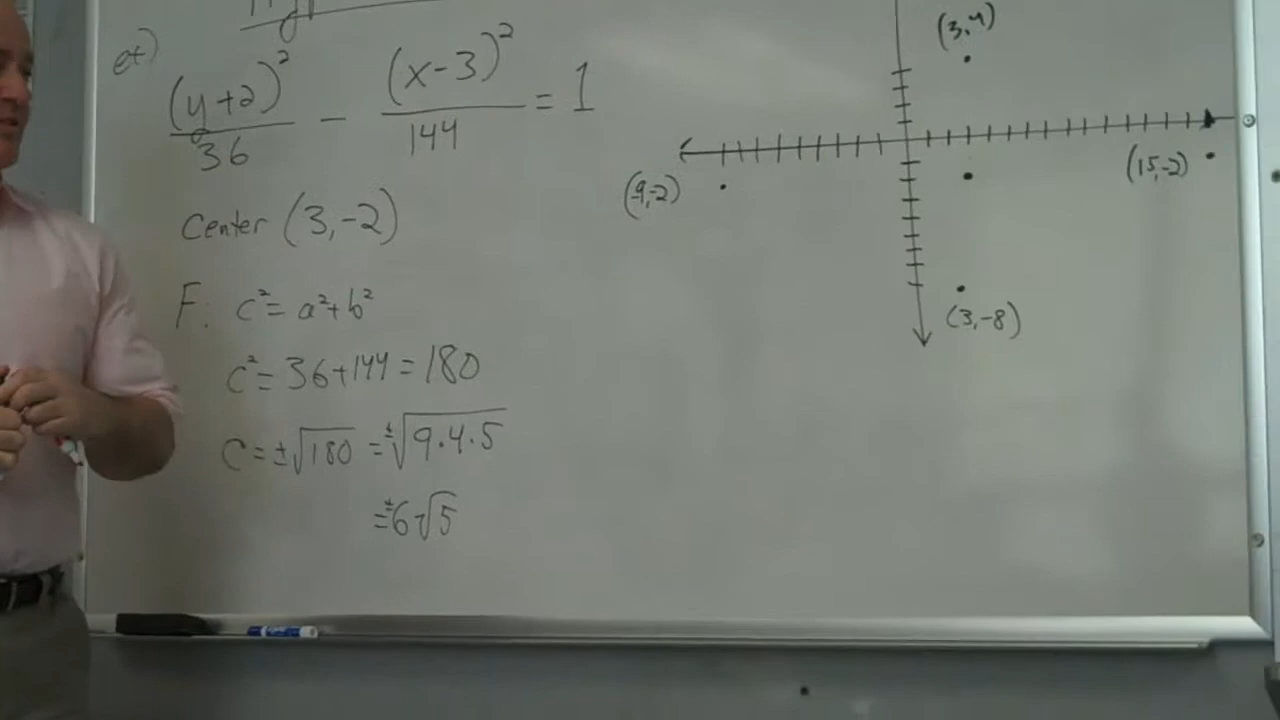 ex)
(y+2)²/36 - (x-3)²/144 = 1
Center (3,-2)
F: c² = a²+b²
c² = 36+144 = 180
c = ±√180 = ±√9·4·5
= ±6√5
(3,4)
(-9,-2)
(15,-2)
(3,-8)